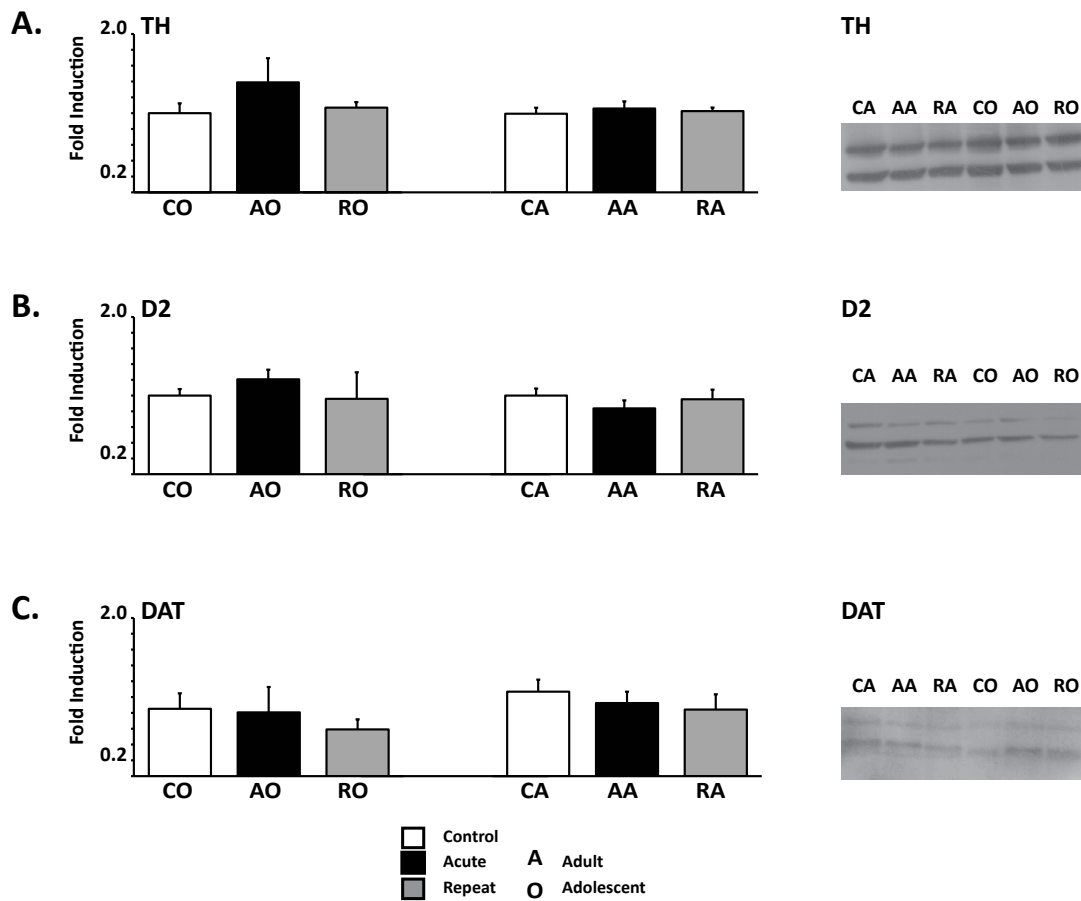 A.
2.0 TH
Fold Induction
0.2
CO AO RO CA AA RA
TH
CA AA RA CO AO RO
B.
2.0 D2
Fold Induction
0.2
CO AO RO CA AA RA
D2
CA AA RA CO AO RO
C.
2.0 DAT
Fold Induction
0.2
CO AO RO CA AA RA
DAT
CA AA RA CO AO RO
Control
Acute A Adult
Repeat O Adolescent